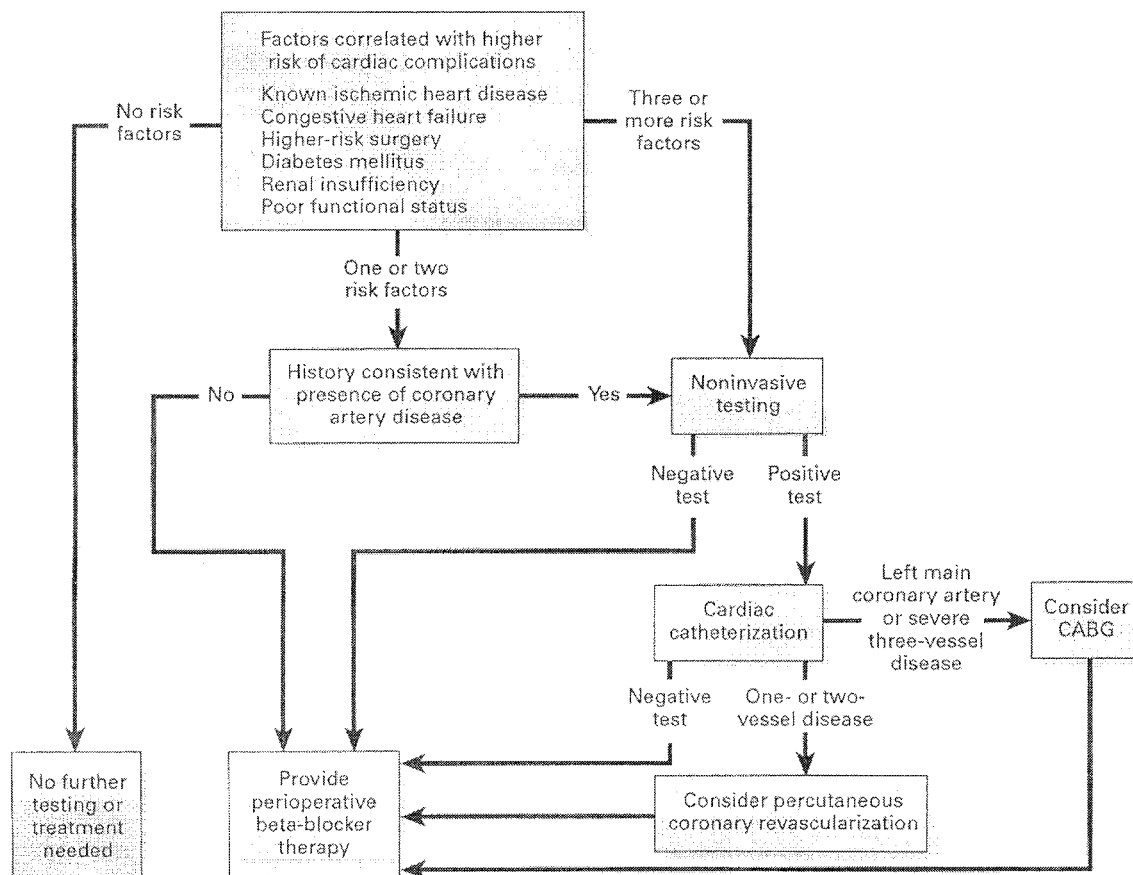 Factors correlated with higher
risk of cardiac complications
Known ischemic heart disease
Congestive heart failure
Higher-risk surgery
Diabetes mellitus
Renal insufficiency
Poor functional status
No risk
factors
Three or
more risk
factors
One or two
risk factors
History consistent with
presence of coronary
artery disease
No
Yes
Noninvasive
testing
Negative
test
Positive
test
Cardiac
catheterization
Left main
coronary artery
or severe
three-vessel
disease
Consider
CABG
Negative
test
One- or two-
vessel disease
No further
testing or
treatment
needed
Provide
perioperative
beta-blocker
therapy
Consider percutaneous
coronary revascularization